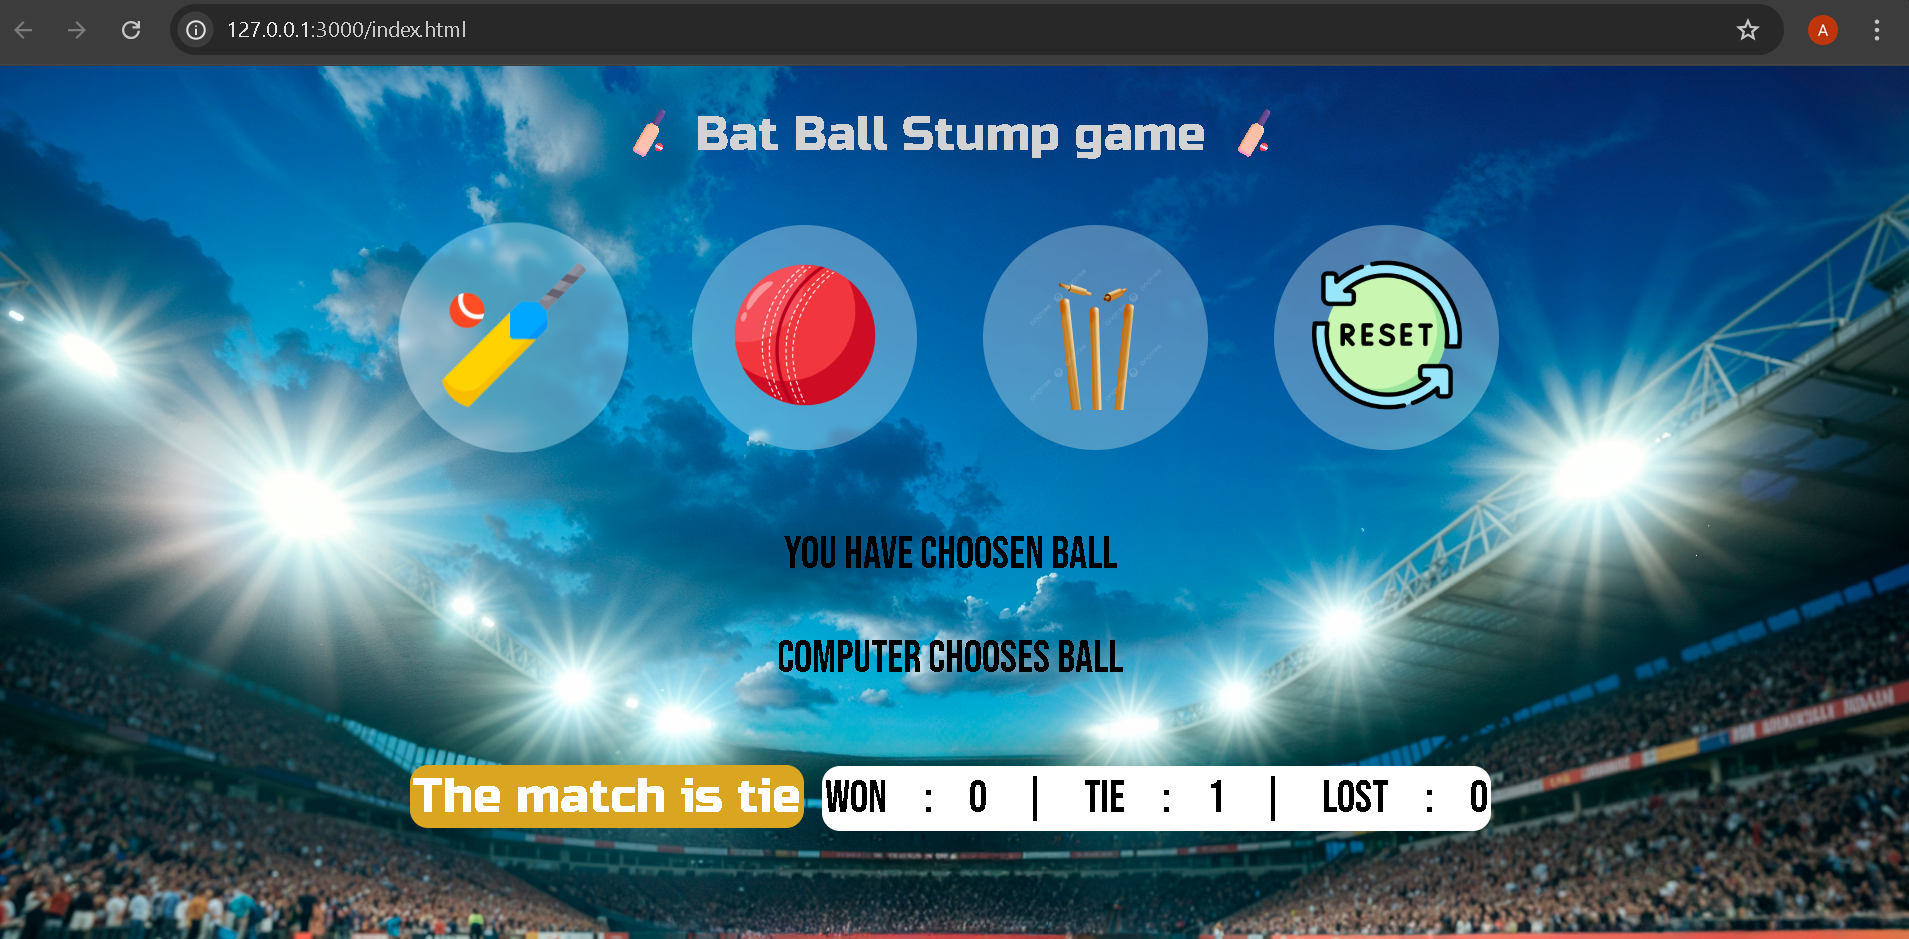 127.0.0.1:3000/index.html
A
Bat Ball Stump game
RESET
YOU HAVE CHOOSEN BALL
COMPUTER CHOOSES BALL
The match is tie
WON : 0 | TIE : 1 | LOST : 0